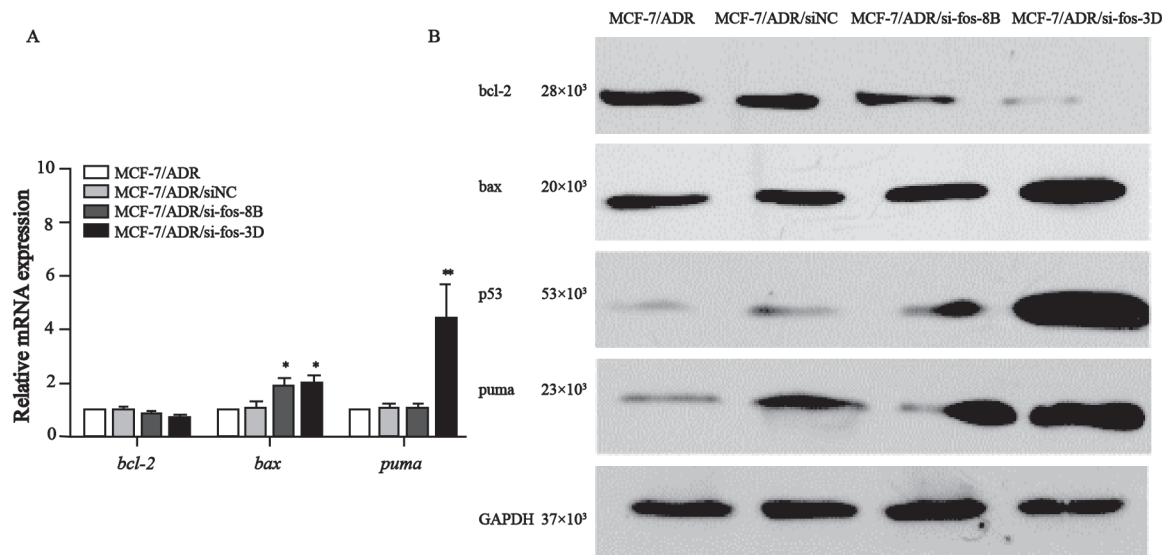 A
Relative mRNA expression
10
8
6
4
2
0
MCF-7/ADR
MCF-7/ADR/siNC
MCF-7/ADR/si-fos-8B
MCF-7/ADR/si-fos-3D
* * **
bcl-2 bax puma
B
MCF-7/ADR MCF-7/ADR/siNC MCF-7/ADR/si-fos-8B MCF-7/ADR/si-fos-3D
bcl-2 28×10³
bax 20×10³
p53 53×10³
puma 23×10³
GAPDH 37×10³